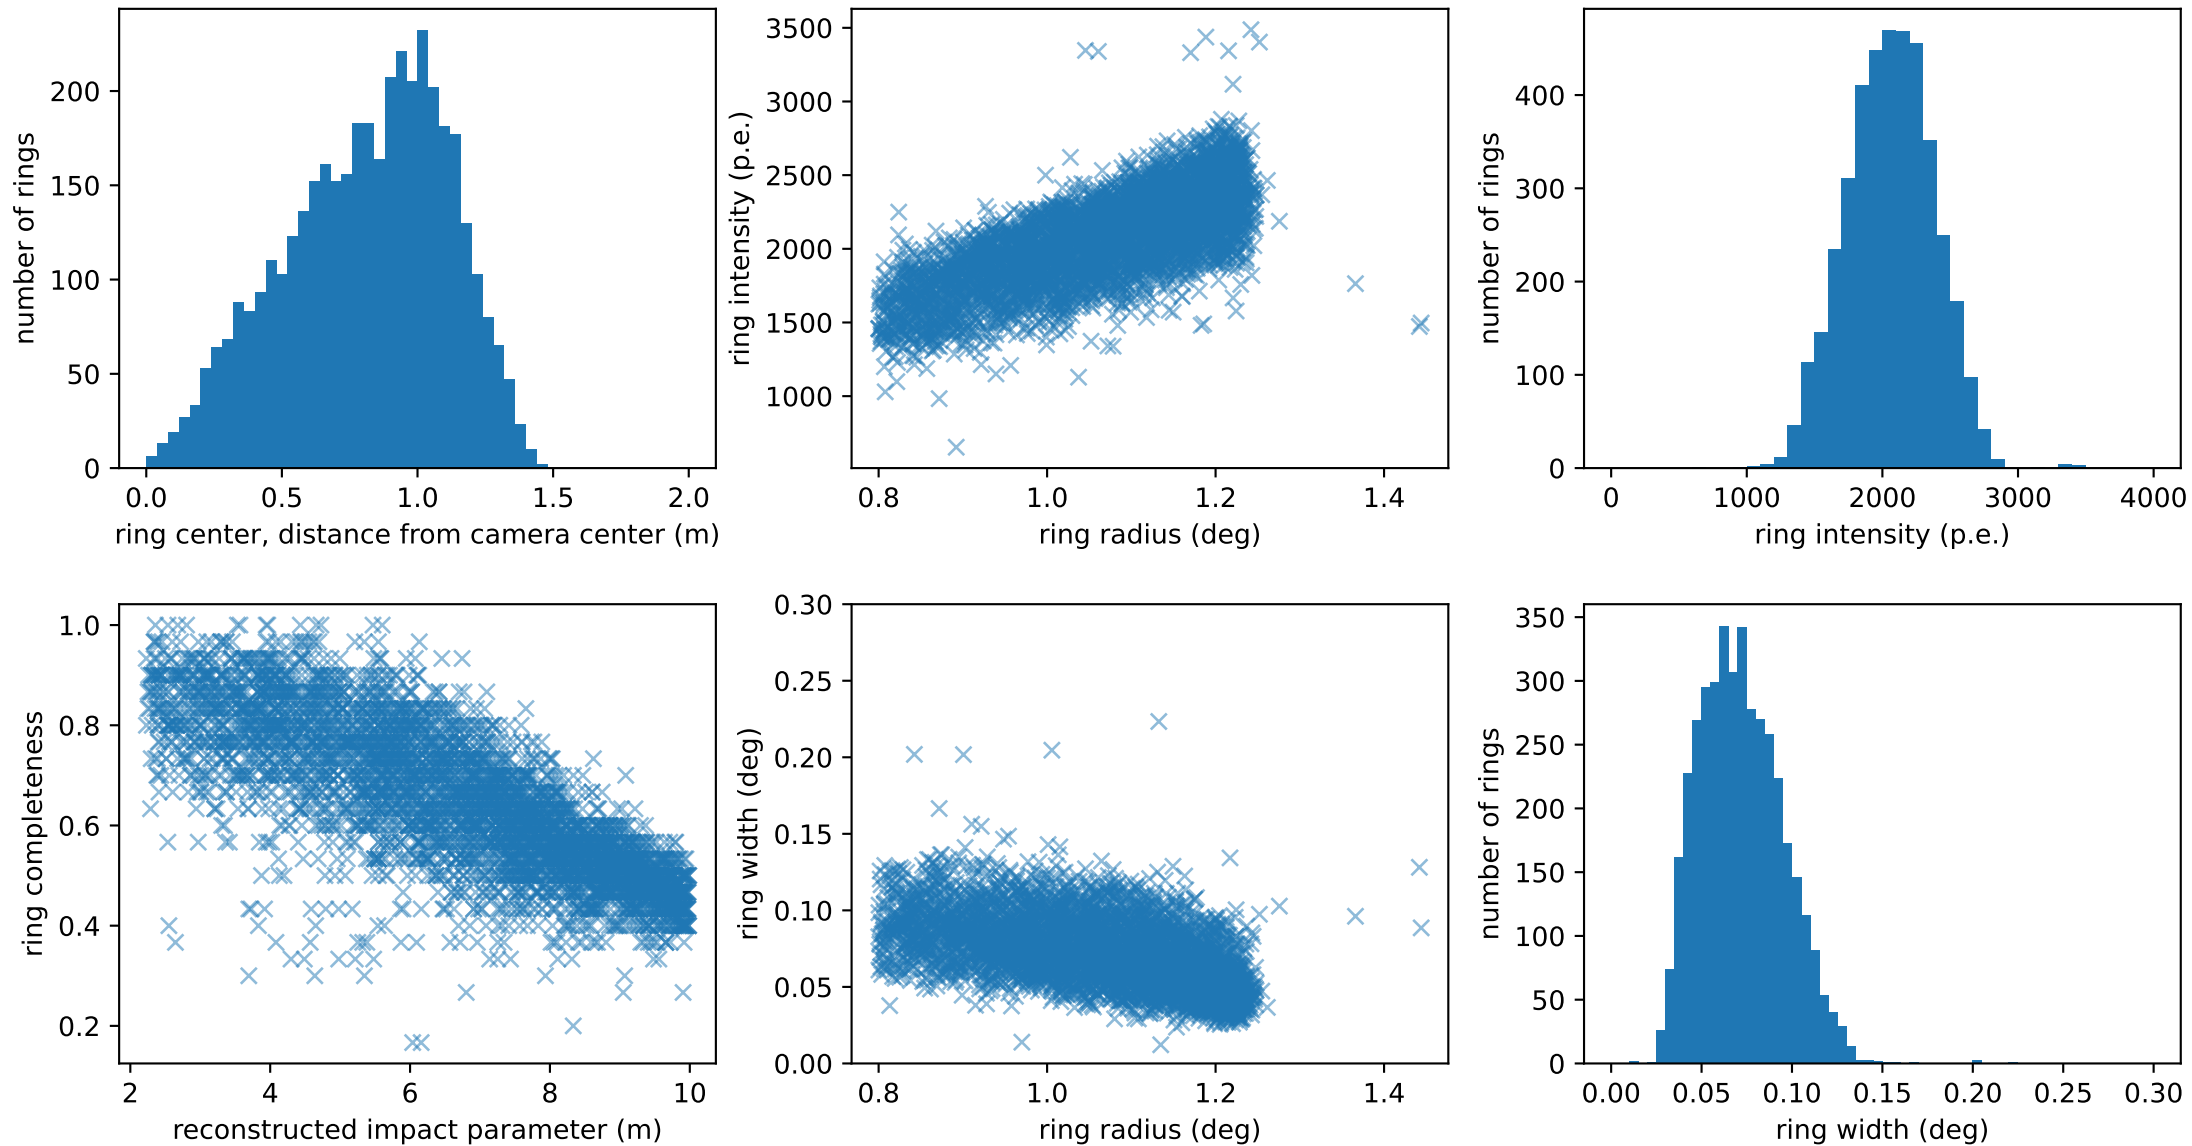 number of rings
200
150
100
50
0
0.0 0.5 1.0 1.5 2.0
ring center, distance from camera center (m)
ring intensity (p.e.)
3500
3000
2500
2000
1500
1000
0.8 1.0 1.2 1.4
ring radius (deg)
number of rings
400
300
200
100
0
0 1000 2000 3000 4000
ring intensity (p.e.)
ring completeness
1.0
0.8
0.6
0.4
0.2
2 4 6 8 10
reconstructed impact parameter (m)
ring width (deg)
0.30
0.25
0.20
0.15
0.10
0.05
0.00
0.8 1.0 1.2 1.4
ring radius (deg)
number of rings
350
300
250
200
150
100
50
0
0.00 0.05 0.10 0.15 0.20 0.25 0.30
ring width (deg)